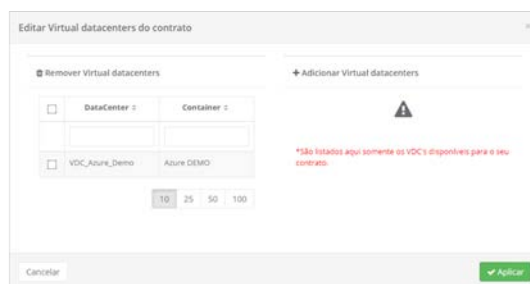 Editar Virtual datacenters do contrato
×
Remover Virtual datacenters
+ Adicionar Virtual datacenters
DataCenter
Container
VDC_Azure_Demo
Azure DEMO
*São listados aqui somente os VDC's disponíveis para o seu
contrato.
10 25 50 100
Cancelar
Aplicar